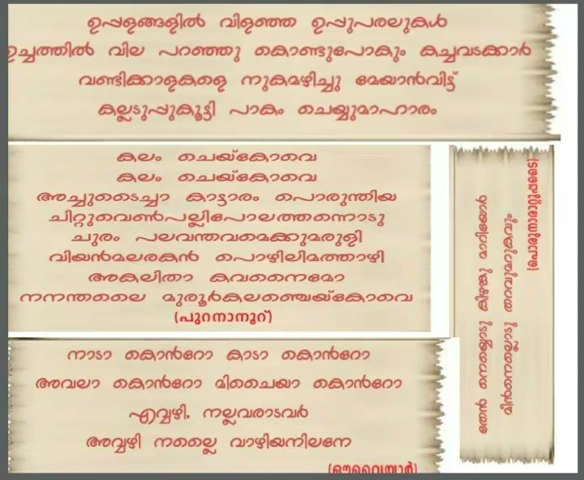 ഉപ്പളങ്ങളിൽ വിളഞ്ഞ ഉപ്പുപരലുകൾ
ഉച്ചത്തിൽ വില പറഞ്ഞു കൊണ്ടുപോകും കച്ചവടക്കാർ
വണ്ടിക്കാളകളെ നുകമഴിച്ചു മേയാൻവിട്ട്
കല്ലടുപ്പുകൂട്ടി പാകം ചെയ്യുമാഹാരം
കലം ചെയ്കോവെ
കലം ചെയ്കോവെ
അച്ചുടൈച്ചാ കാട്ടാരം പൊരുന്തിയ
ചിറ്റുവെൺപല്ലിപോലത്തന്നൊടു
ചുരം പലവന്തവമെക്കുമരുളി
വിയൻമലരകൻ പൊഴിലിമത്താഴി
അകലിതാ കവനൈമോ
നനന്തലൈ മുരൂർകലഞ്ചെയ്കോവെ
(പുറനാനൂറ്)
നാടാ കൊൻറോ കാടാ കൊൻറോ
അവലാ കൊൻറോ മിചൈയാ കൊൻറോ
എവ്വഴി. നല്ലവരാടവർ
അവ്വഴി നല്ലൈ വാഴിയനിലനേ
(ഔവൈയാർ)
തേൻ നെയ്യൊടു കിഴങ്കു മാറിയോർ